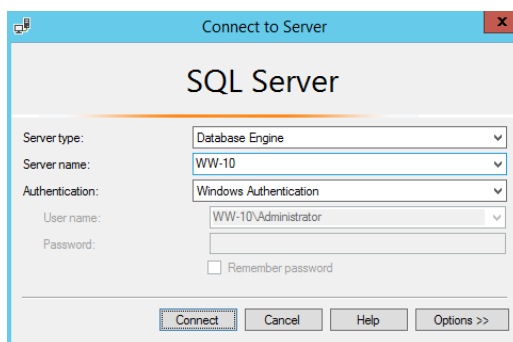 Connect to Server
x
SQL Server
Server type: Database Engine
Server name: WW-10
Authentication: Windows Authentication
User name: WW-10\Administrator
Password:
Remember password
Connect Cancel Help Options >>